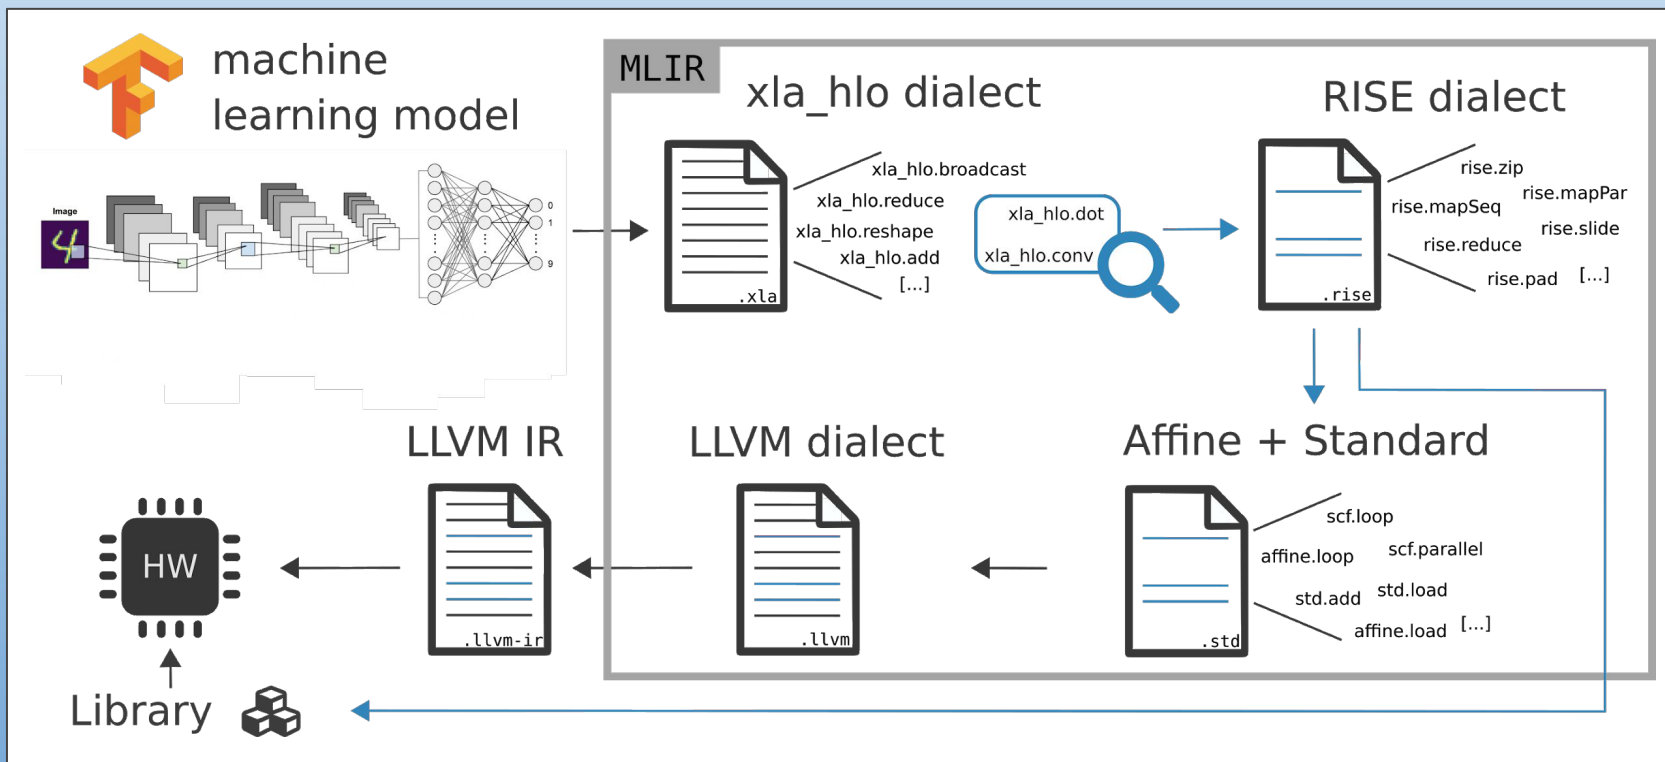 machine
learning model
Image
0
1
9
MLIR
xla_hlo dialect
.xla
xla_hlo.broadcast
xla_hlo.reduce
xla_hlo.reshape
xla_hlo.add
[...]
xla_hlo.dot
xla_hlo.conv
RISE dialect
.rise
rise.zip
rise.mapPar
rise.mapSeq
rise.slide
rise.reduce
rise.pad
[...]
LLVM IR
.llvm-ir
LLVM dialect
.llvm
Affine + Standard
.std
scf.loop
affine.loop
scf.parallel
std.add
std.load
affine.load
[...]
HW
Library